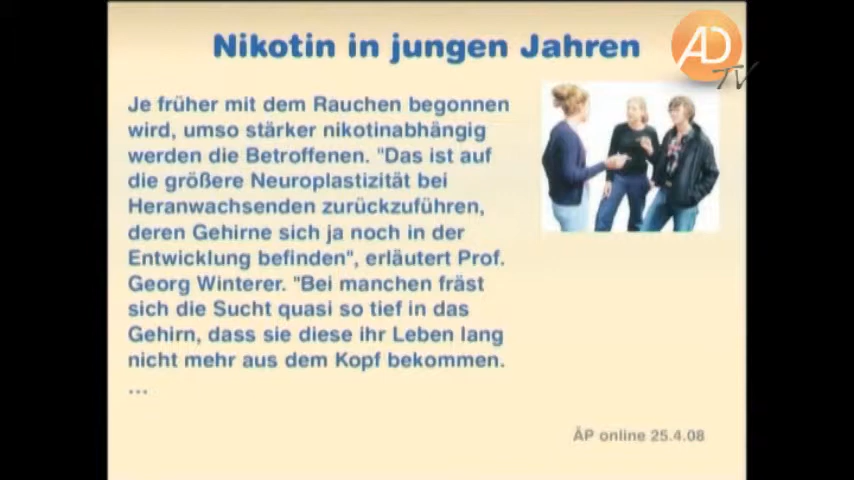 Nikotin in jungen Jahren
AD
TV
Je früher mit dem Rauchen begonnen
wird, umso stärker nikotinabhängig
werden die Betroffenen. "Das ist auf
die größere Neuroplastizität bei
Heranwachsenden zurückzuführen,
deren Gehirne sich ja noch in der
Entwicklung befinden", erläutert Prof.
Georg Winterer. "Bei manchen fräst
sich die Sucht quasi so tief in das
Gehirn, dass sie diese ihr Leben lang
nicht mehr aus dem Kopf bekommen.
...
ÄP online 25.4.08